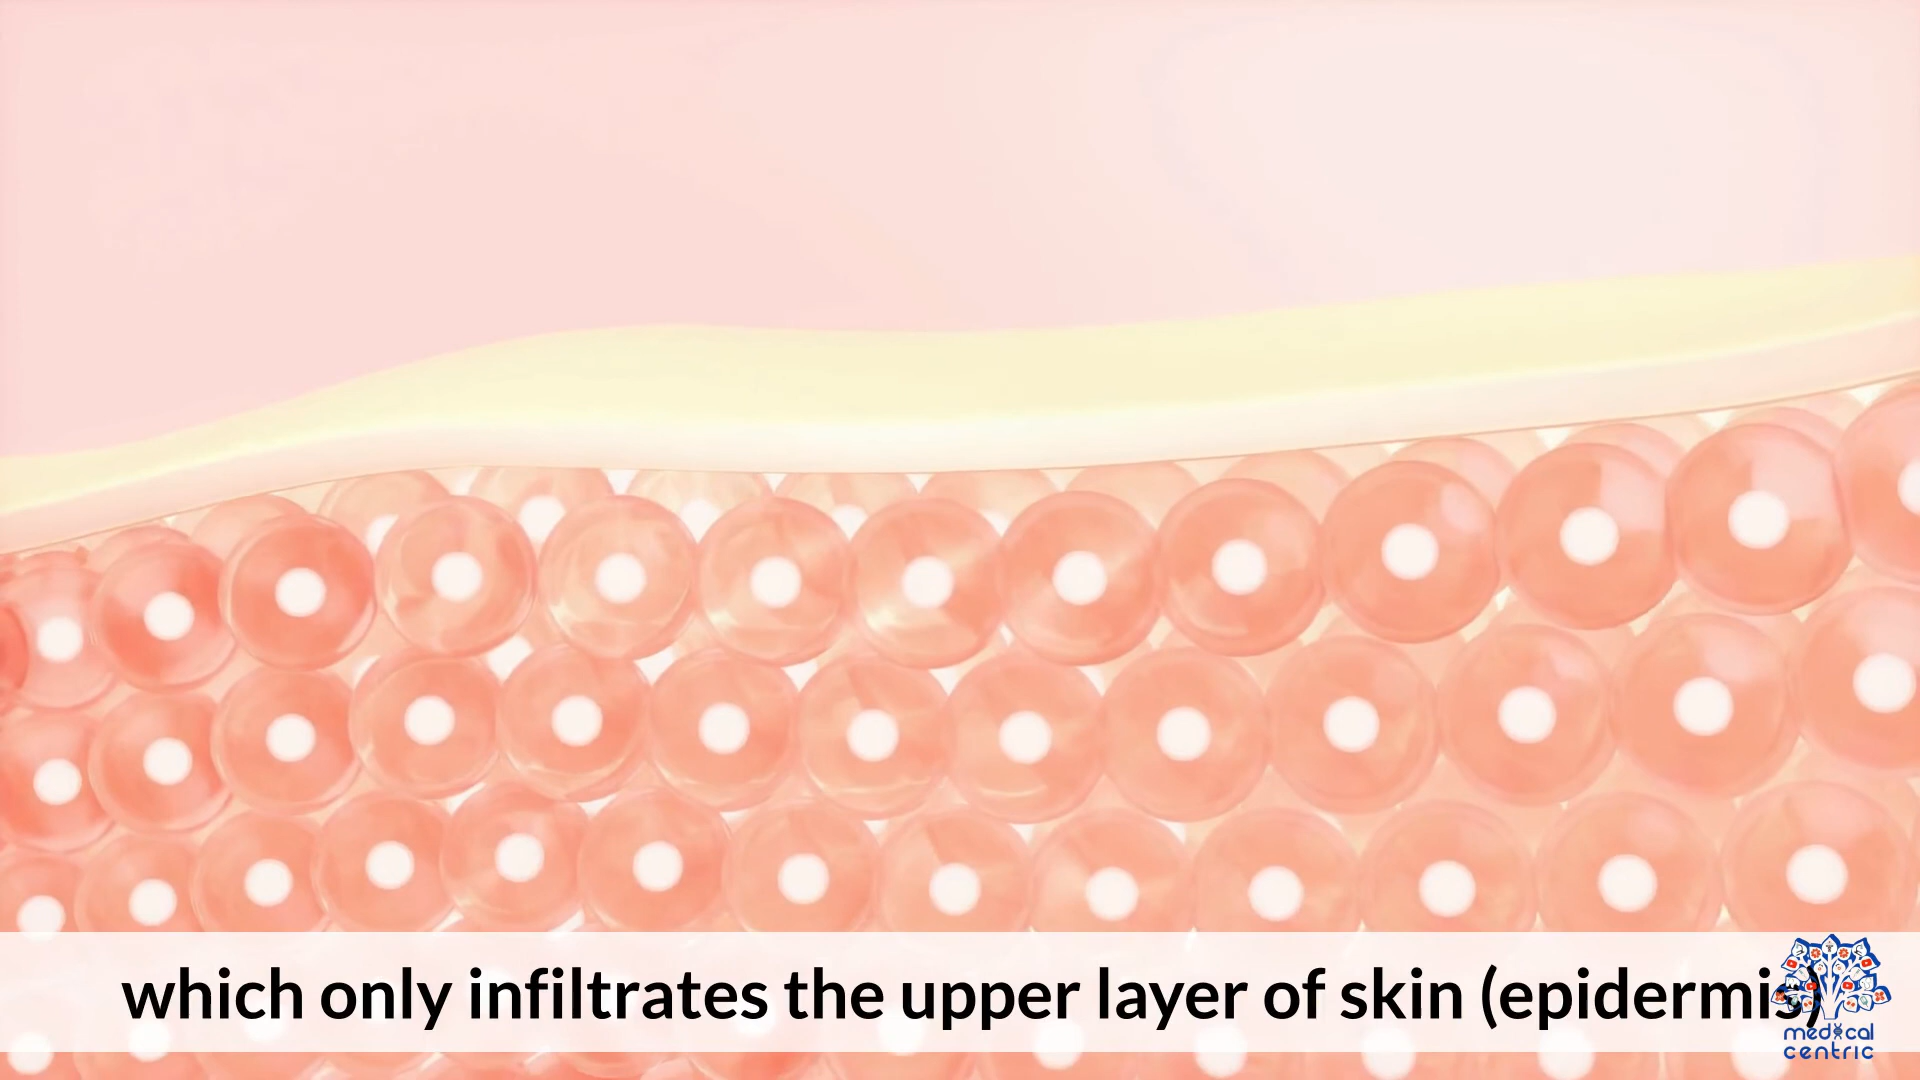 which only infiltrates the upper layer of skin (epidermis)
medical
centric